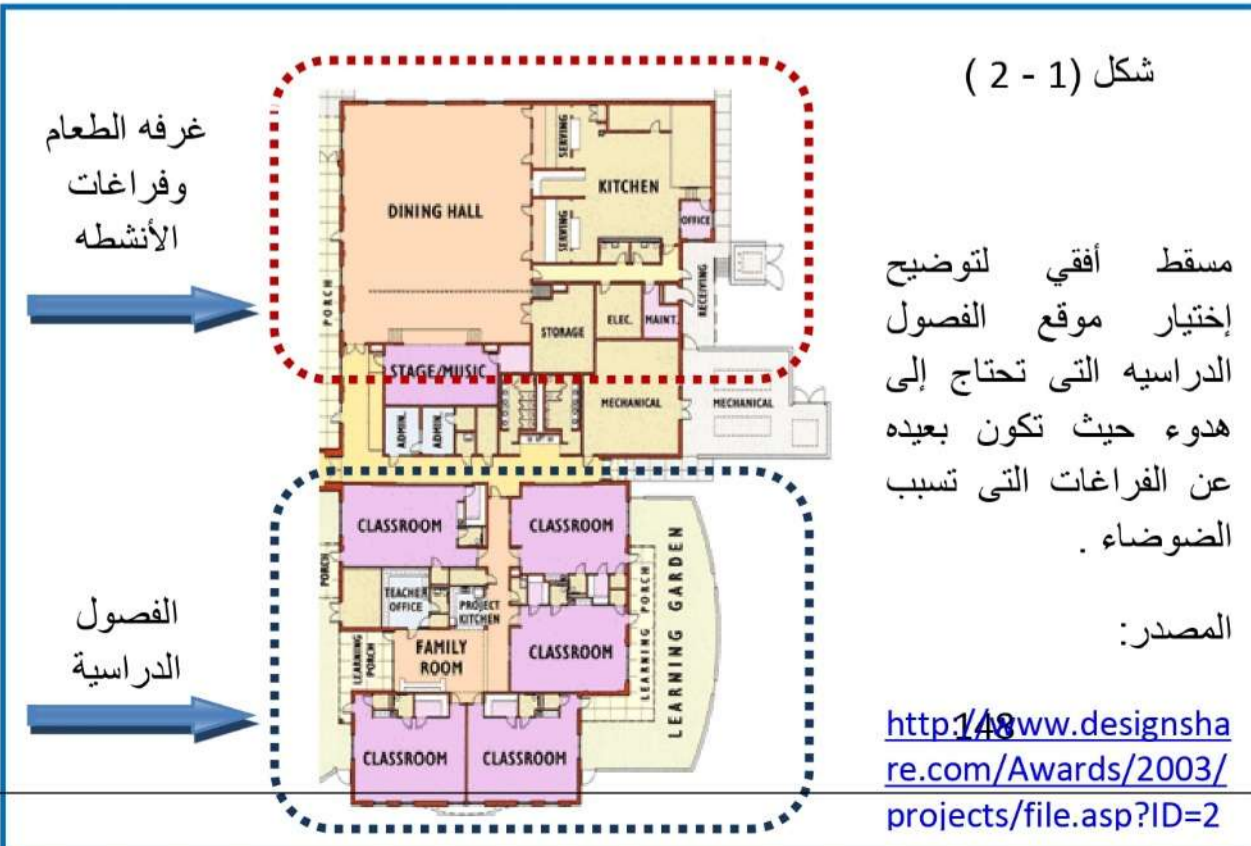 شكل (1 - 2 )
مسقط أفقي لتوضيح
إختيار موقع الفصول
الدراسيه التى تحتاج إلى
هدوء حيث تكون بعيده
عن الفراغات التى تسبب
الضوضاء .
المصدر:
http://www.designsha
re.com/Awards/2003/
projects/file.asp?ID=2
148
غرفه الطعام
وفراغات
الأنشطه
الفصول
الدراسية
DINING HALL
SERVING
KITCHEN
SERVING
OFFICE
PORCH
RECEIVING
STORAGE
ELEC.
MAINT.
STAGE/MUSIC
MECHANICAL
MECHANICAL
ADMIN.
ADMIN.
CLASSROOM
CLASSROOM
PORCH
TEACHER
OFFICE
PROJECT
KITCHEN
LEARNING
PORCH
FAMILY
ROOM
CLASSROOM
LEARNING PORCH
LEARNING GARDEN
CLASSROOM
CLASSROOM